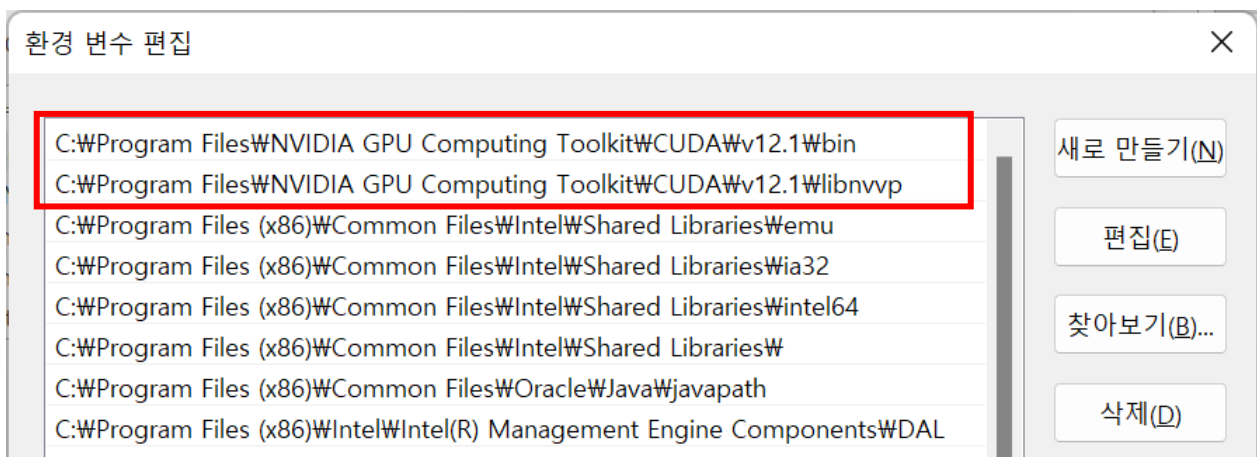 환경 변수 편집
C:₩Program Files₩NVIDIA GPU Computing Toolkit₩CUDA₩v12.1₩bin
C:₩Program Files₩NVIDIA GPU Computing Toolkit₩CUDA₩v12.1₩libnvvp
C:₩Program Files (x86)₩Common Files₩Intel₩Shared Libraries₩emu
C:₩Program Files (x86)₩Common Files₩Intel₩Shared Libraries₩ia32
C:₩Program Files (x86)₩Common Files₩Intel₩Shared Libraries₩intel64
C:₩Program Files (x86)₩Common Files₩Intel₩Shared Libraries₩
C:₩Program Files (x86)₩Common Files₩Oracle₩Java₩javapath
C:₩Program Files (x86)₩Intel₩Intel(R) Management Engine Components₩DAL
새로 만들기(N)
편집(E)
찾아보기(B)...
삭제(D)